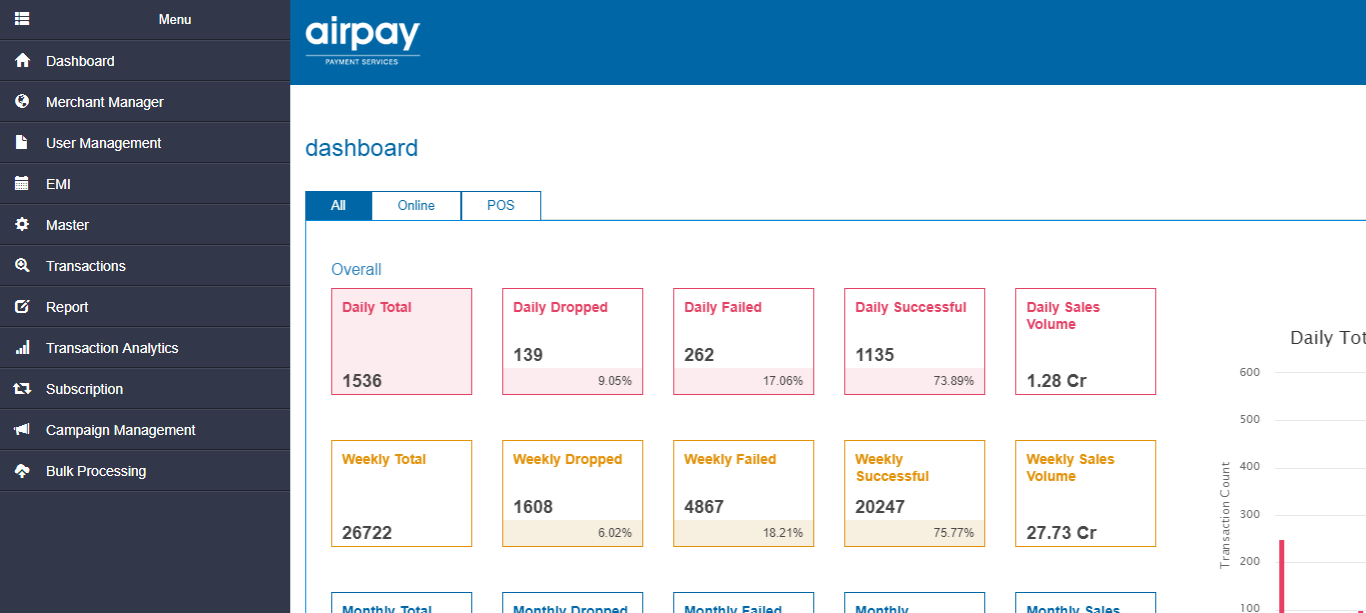 Menu
Dashboard
Merchant Manager
User Management
EMI
Master
Transactions
Report
Transaction Analytics
Subscription
Campaign Management
Bulk Processing
airpay
PAYMENT SERVICES
dashboard
All
Online
POS
Overall
Daily Total
1536
Daily Dropped
139
9.05%
Daily Failed
262
17.06%
Daily Successful
1135
73.89%
Daily Sales
Volume
1.28 Cr
Weekly Total
26722
Weekly Dropped
1608
6.02%
Weekly Failed
4867
18.21%
Weekly
Successful
20247
75.77%
Weekly Sales
Volume
27.73 Cr
Monthly Total
Monthly Dropped
Monthly Failed
Monthly
Monthly Sales
Daily Tot
600
500
400
300
200
100
Transaction Count